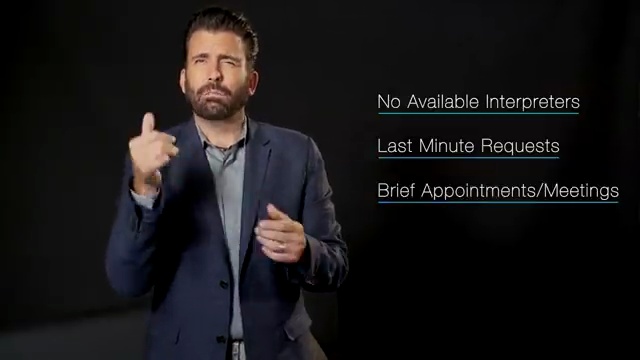 No Available Interpreters
Last Minute Requests
Brief Appointments/Meetings